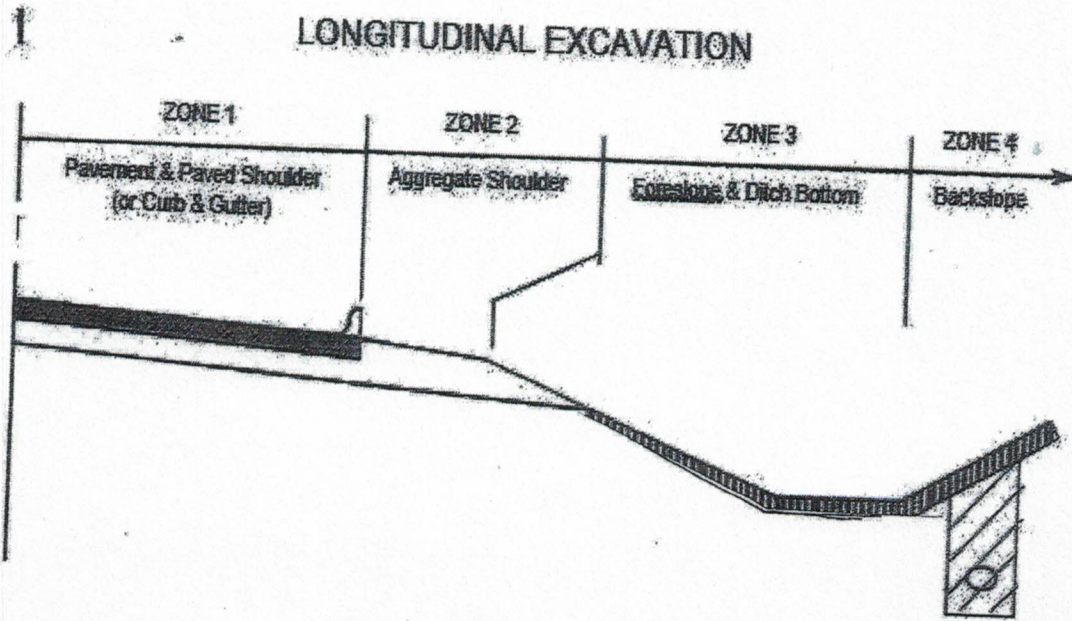 LONGITUDINAL EXCAVATION
ZONE 1
ZONE 2
ZONE 3
ZONE 4
Pavement & Paved Shoulder
(or Curb & Gutter)
Aggregate Shoulder
Foreslope & Ditch Bottom
Backslope